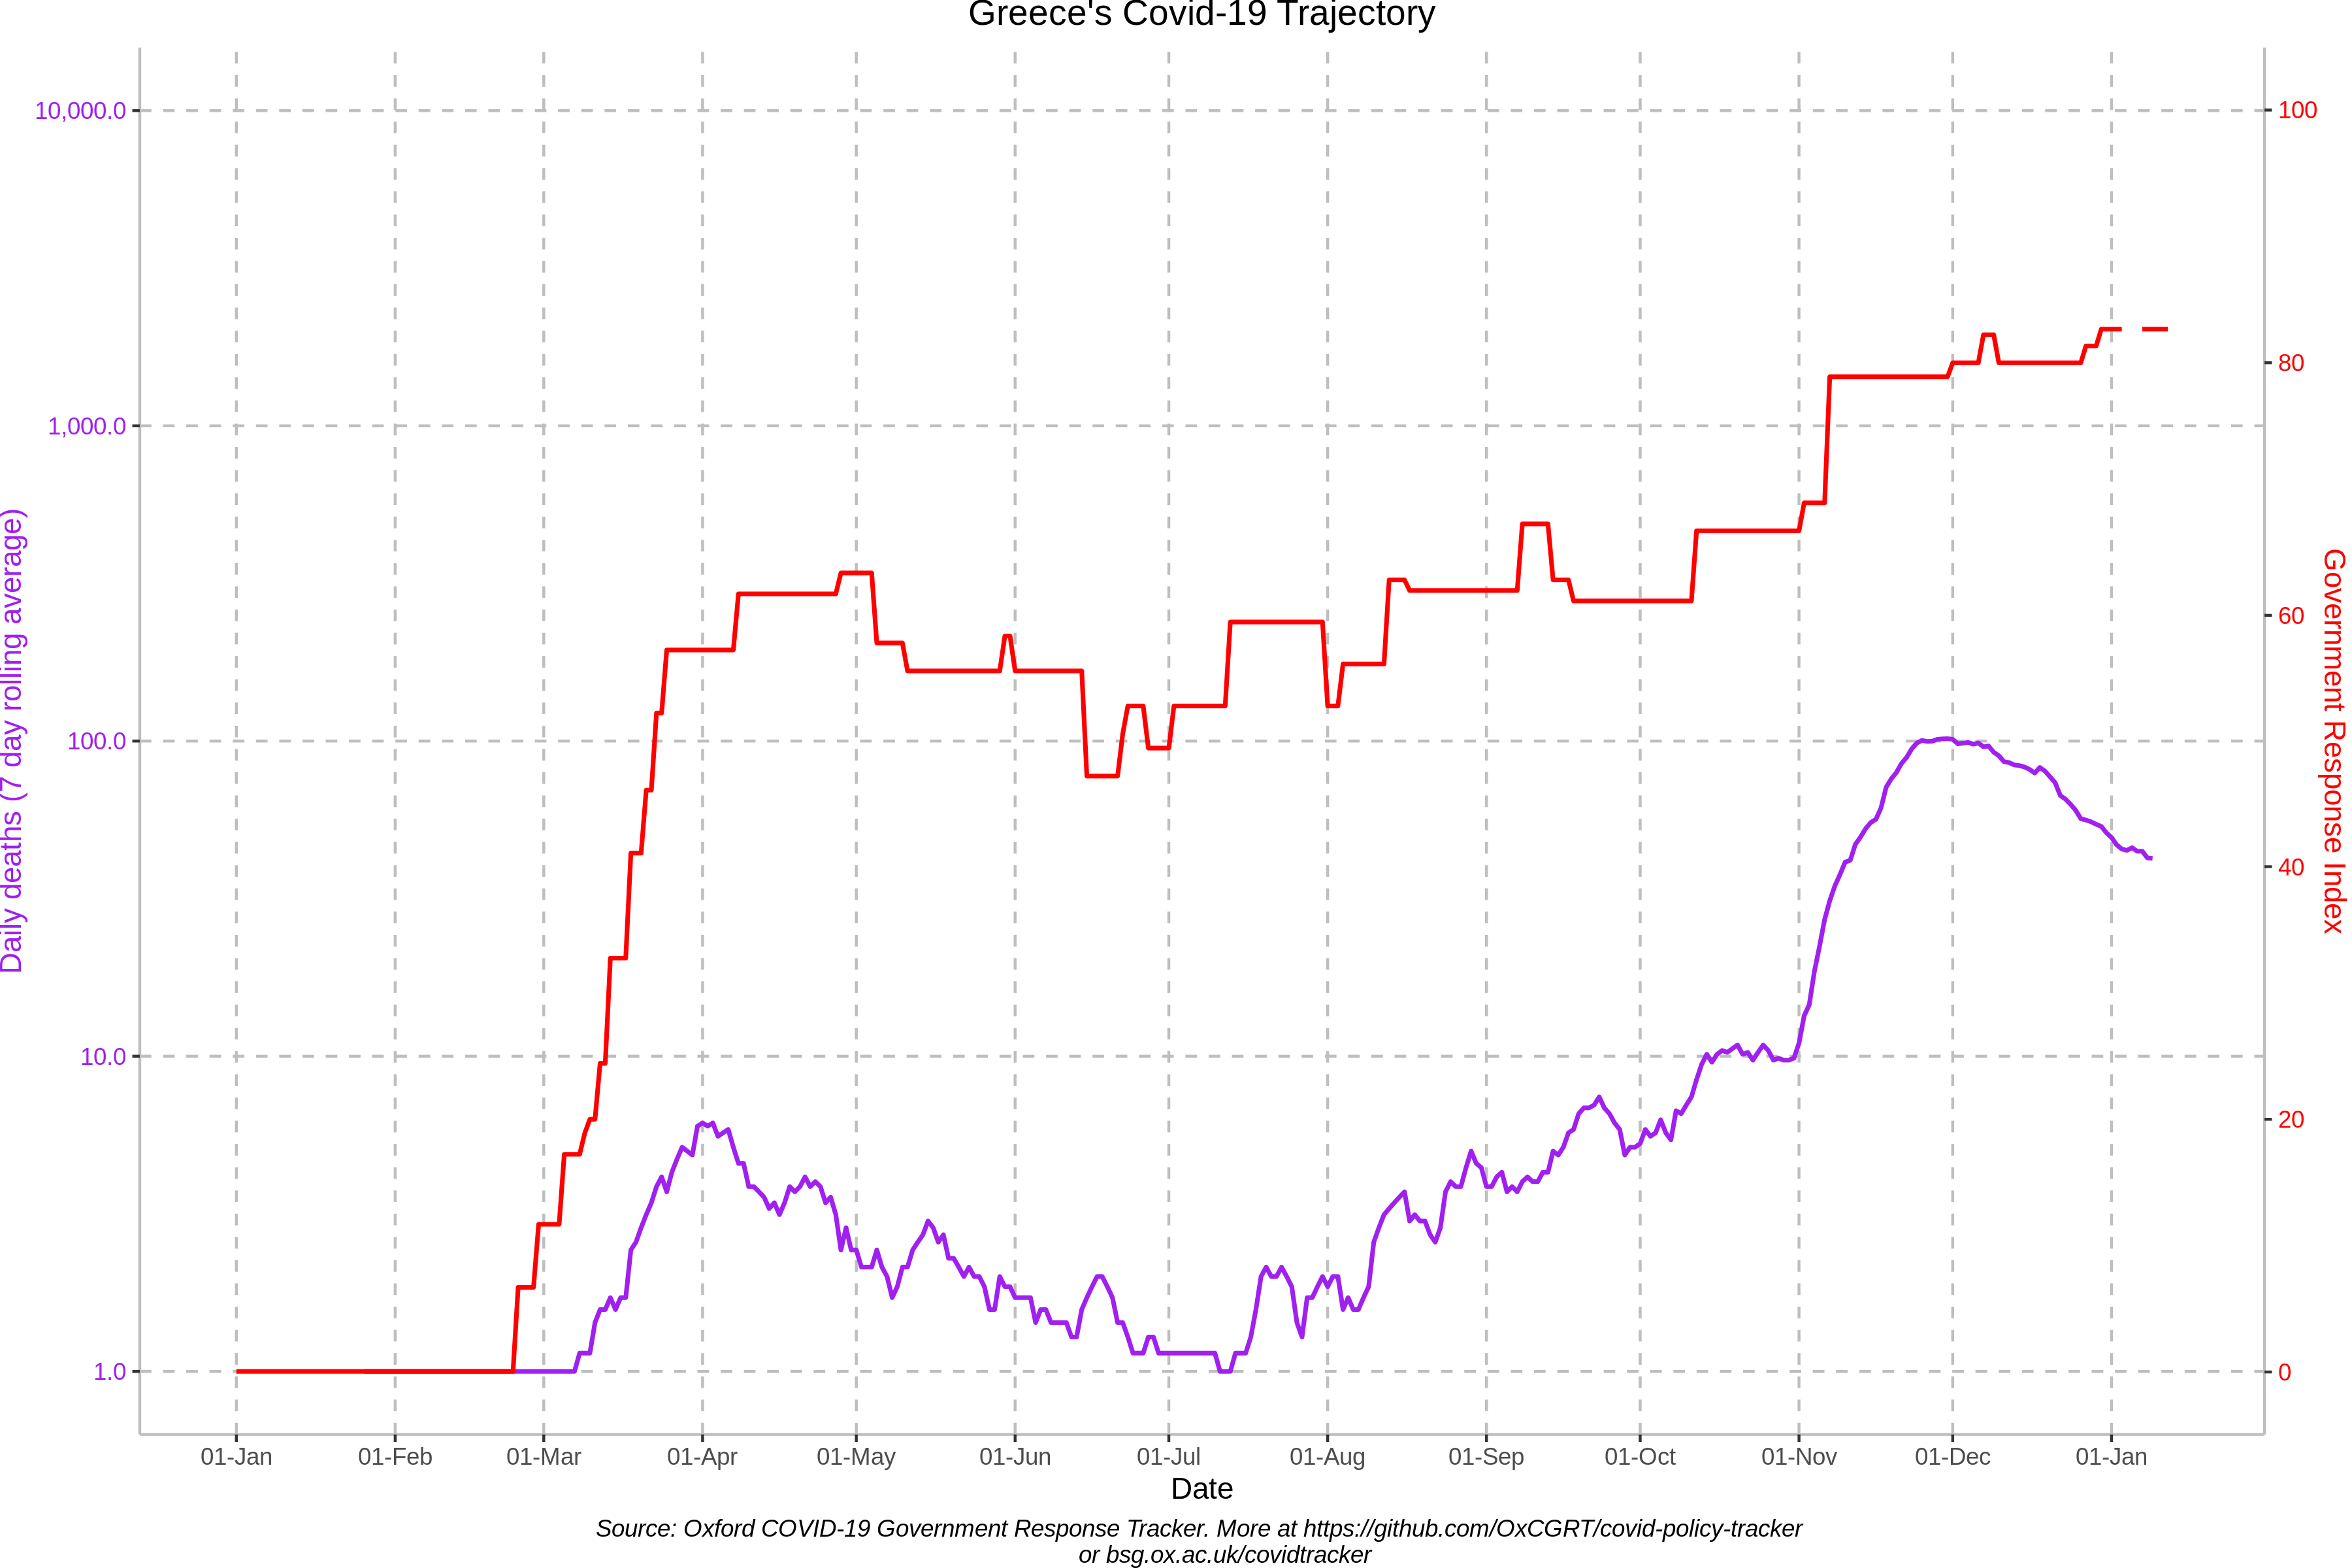 Greece's Covid-19 Trajectory
10,000.0
1,000.0
100.0
10.0
1.0
Daily deaths (7 day rolling average)
100
80
60
40
20
0
Government Response Index
01-Jan
01-Feb
01-Mar
01-Apr
01-May
01-Jun
01-Jul
01-Aug
01-Sep
01-Oct
01-Nov
01-Dec
01-Jan
Date
Source: Oxford COVID-19 Government Response Tracker. More at https://github.com/OxCGRT/covid-policy-tracker
or bsg.ox.ac.uk/covidtracker